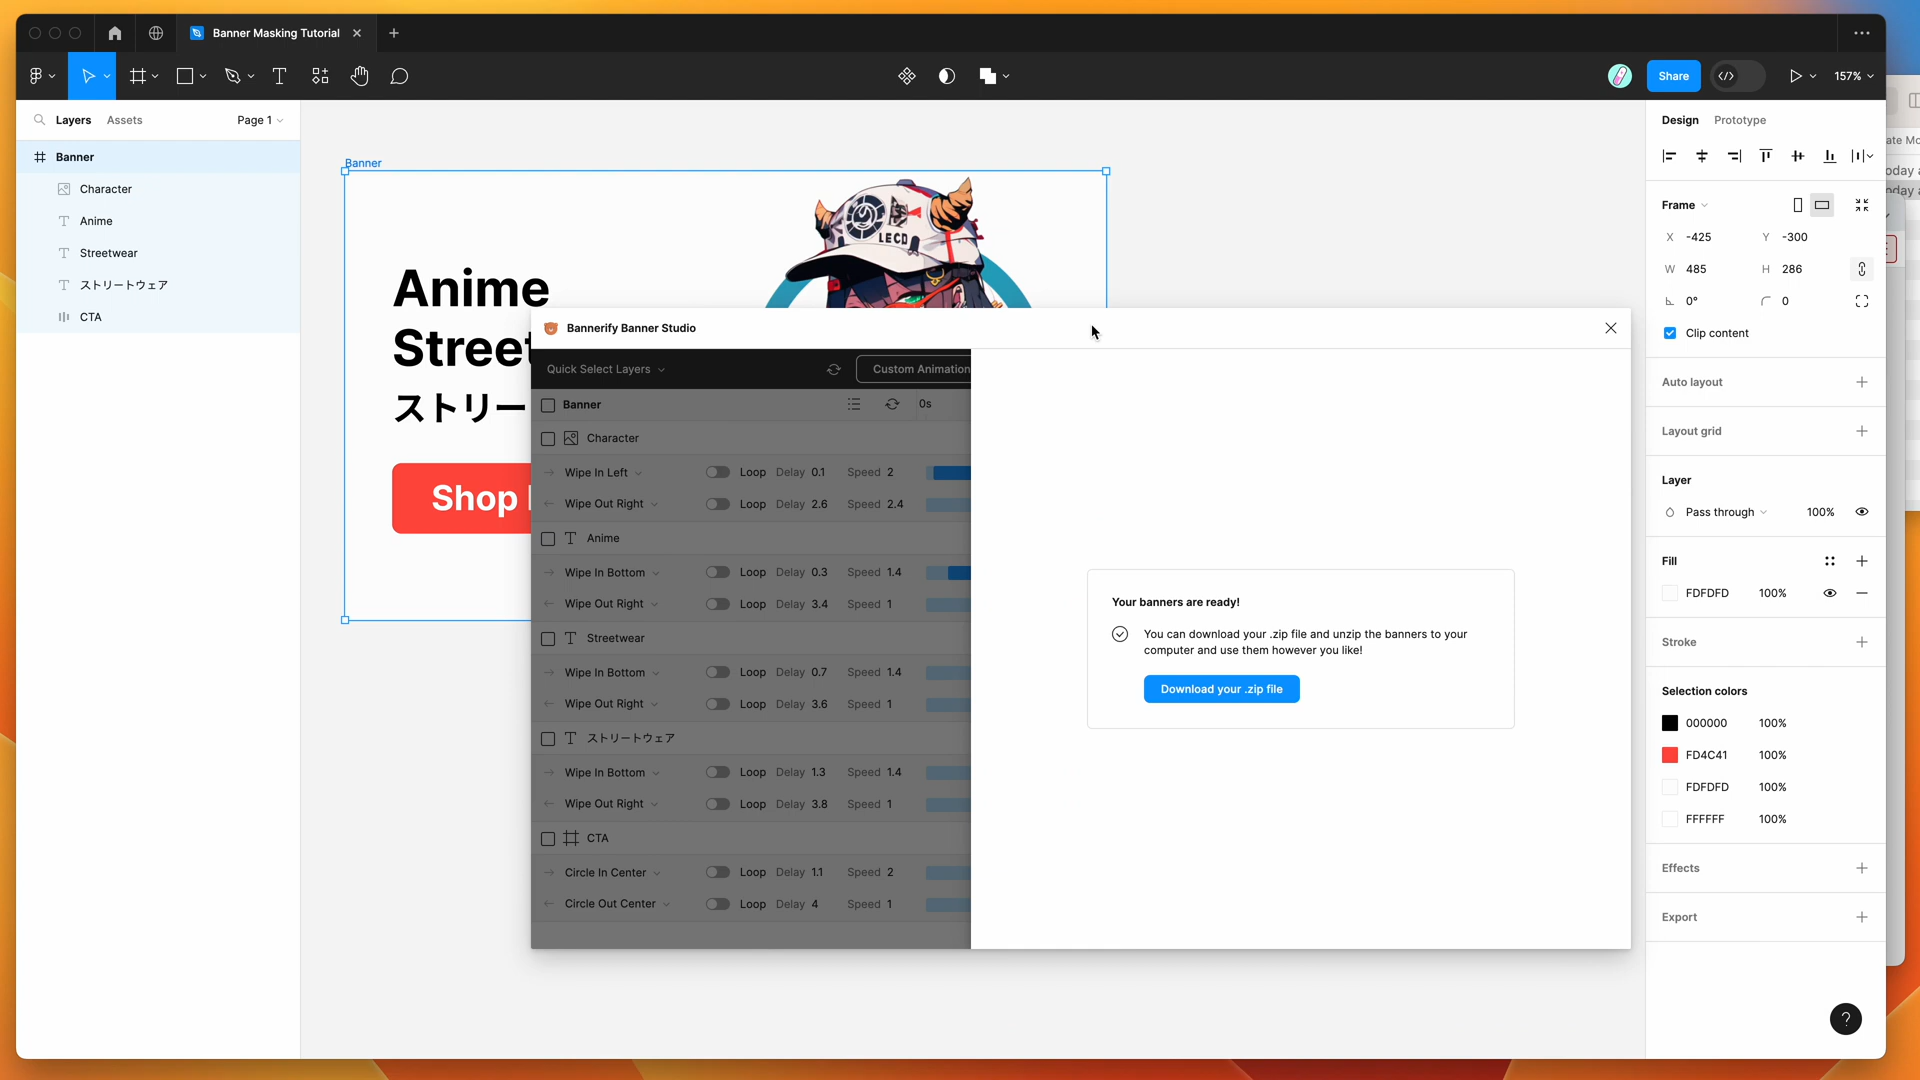 Banner Masking Tutorial
Share
157%
Layers
Assets
Page 1
Banner
Character
Anime
Streetwear
ストリートウェア
CTA
Banner
LECD
Anime
Street
ストリー
Shop
Bannerify Banner Studio
Quick Select Layers
Custom Animation
Banner
0s
Character
Wipe In Left
Loop
Delay 0.1
Speed 2
Wipe Out Right
Loop
Delay 2.6
Speed 2.4
Anime
Wipe In Bottom
Loop
Delay 0.3
Speed 1.4
Wipe Out Right
Loop
Delay 3.4
Speed 1
Streetwear
Wipe In Bottom
Loop
Delay 0.7
Speed 1.4
Wipe Out Right
Loop
Delay 3.6
Speed 1
ストリートウェア
Wipe In Bottom
Loop
Delay 1.3
Speed 1.4
Wipe Out Right
Loop
Delay 3.8
Speed 1
CTA
Circle In Center
Loop
Delay 1.1
Speed 2
Circle Out Center
Loop
Delay 4
Speed 1
Your banners are ready!
You can download your .zip file and unzip the banners to your
computer and use them however you like!
Download your .zip file
Design
Prototype
Frame
X -425
Y -300
W 485
H 286
0°
0
Clip content
Auto layout
Layout grid
Layer
Pass through
100%
Fill
FDFDFD
100%
Stroke
Selection colors
000000
100%
FD4C41
100%
FDFDFD
100%
FFFFFF
100%
Effects
Export
?